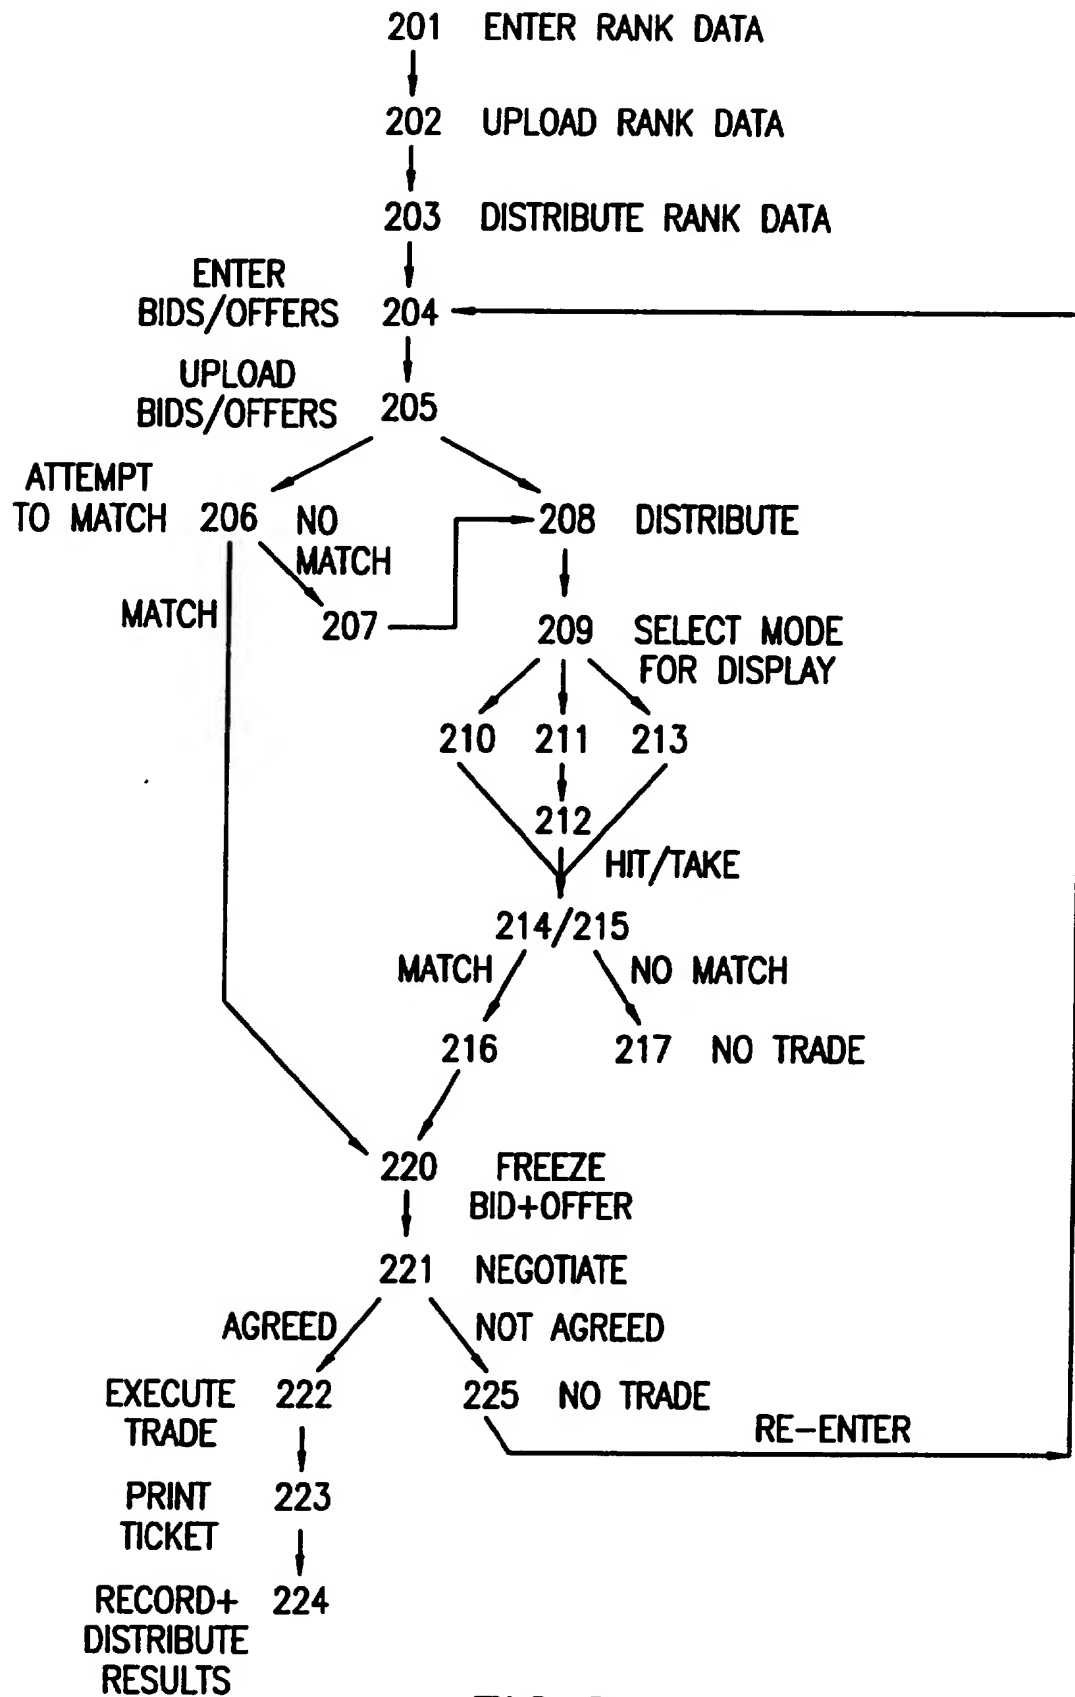 201 ENTER RANK DATA
202 UPLOAD RANK DATA
203 DISTRIBUTE RANK DATA
ENTER
BIDS/OFFERS 204
UPLOAD
BIDS/OFFERS 205
ATTEMPT
TO MATCH 206 NO
MATCH
208 DISTRIBUTE
MATCH
207
209 SELECT MODE
FOR DISPLAY
210 211 213
212
HIT/TAKE
214/215
MATCH NO MATCH
216 217 NO TRADE
220 FREEZE
BID+OFFER
221 NEGOTIATE
AGREED NOT AGREED
EXECUTE 222 225 NO TRADE
TRADE
RE-ENTER
PRINT 223
TICKET
RECORD+ 224
DISTRIBUTE
RESULTS